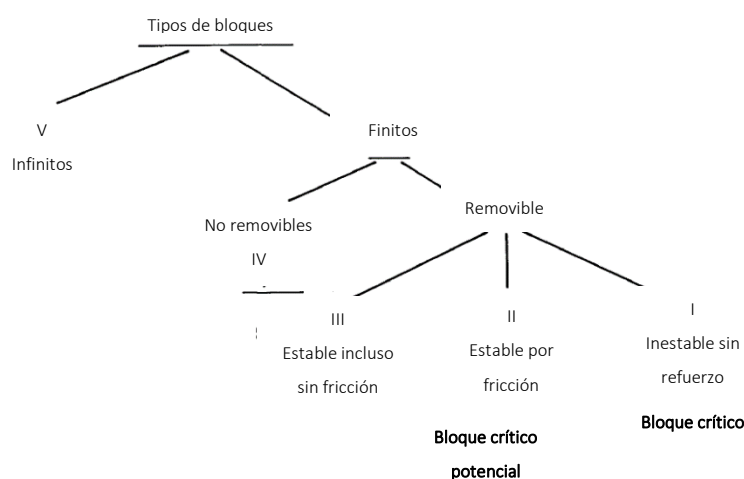 Tipos de bloques
V
Infinitos
Finitos
No removibles
IV
Removible
III
Estable incluso
sin fricción
II
Estable por
fricción
Bloque crítico
potencial
I
Inestable sin
refuerzo
Bloque crítico